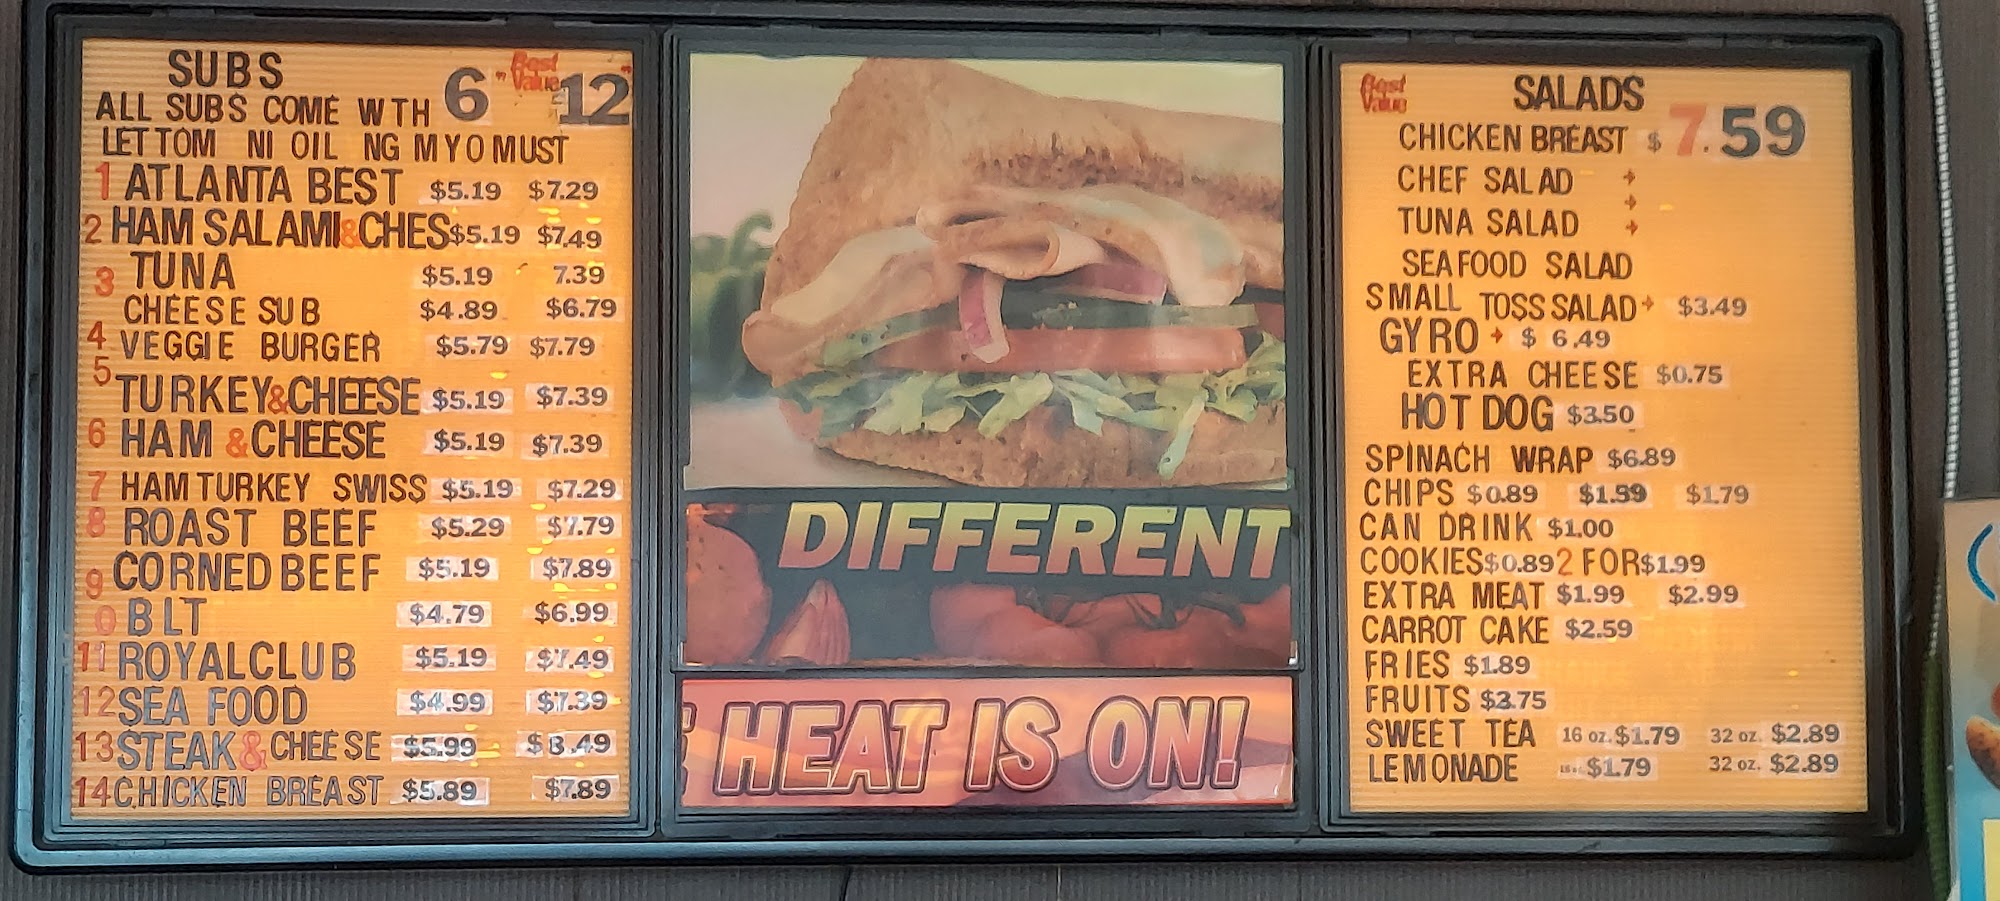 SUBS 6" Best Value 12"
ALL SUBS COME WTH
LET TOM NI OIL NG MYO MUST
1 ATLANTA BEST $5.19 $7.29
2 HAM SALAMI & CHES $5.19 $7.49
3 TUNA $5.19 7.39
CHEESE SUB $4.89 $6.79
4 VEGGIE BURGER $5.79 $7.79
5 TURKEY & CHEESE $5.19 $7.39
6 HAM & CHEESE $5.19 $7.39
7 HAM TURKEY SWISS $5.19 $7.29
8 ROAST BEEF $5.29 $7.79
9 CORNED BEEF $5.19 $7.89
0 BLT $4.79 $6.99
11 ROYAL CLUB $5.19 $7.49
12 SEA FOOD $4.99 $7.39
13 STEAK & CHEESE $5.99 $8.49
14 CHICKEN BREAST $5.89 $7.89
DIFFERENT
HEAT IS ON!
Best Value SALADS
CHICKEN BREAST $7.59
CHEF SALAD
TUNA SALAD
SEAFOOD SALAD
SMALL TOSS SALAD $3.49
GYRO $ 6.49
EXTRA CHEESE $0.75
HOT DOG $3.50
SPINACH WRAP $6.89
CHIPS $0.89 $1.79
CAN DRINK $1.00
COOKIES $0.89 2 FOR $1.99
EXTRA MEAT $1.99 $2.99
CARROT CAKE $2.59
FRIES $1.89
FRUITS
SWEET TEA 16 oz. $1.79 32 oz. $2.89
LEMONADE $1.79 32 oz. $2.89